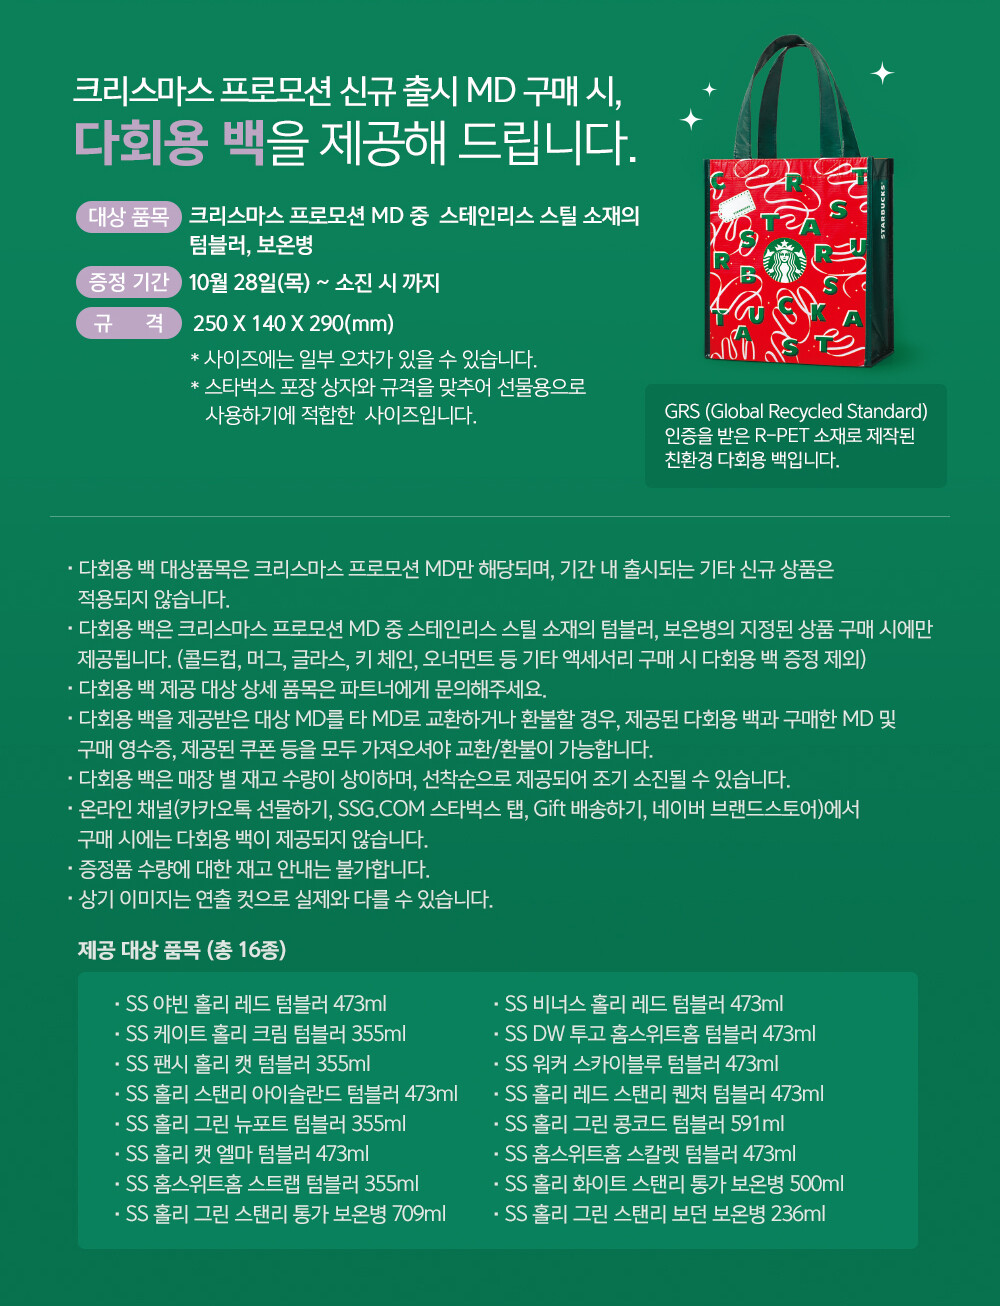 크리스마스 프로모션 신규 출시 MD 구매 시,
다회용 백을 제공해 드립니다.
대상 품목 크리스마스 프로모션 MD 중 스테인리스 스틸 소재의
텀블러, 보온병
증정 기간 10월 28일(목) ~ 소진 시 까지
규 격 250 X 140 X 290(mm)
* 사이즈에는 일부 오차가 있을 수 있습니다.
* 스타벅스 포장 상자와 규격을 맞추어 선물용으로
사용하기에 적합한 사이즈입니다.
STARBUCKS
GRS (Global Recycled Standard)
인증을 받은 R-PET 소재로 제작된
친환경 다회용 백입니다.
· 다회용 백 대상품목은 크리스마스 프로모션 MD만 해당되며, 기간 내 출시되는 기타 신규 상품은
적용되지 않습니다.
· 다회용 백은 크리스마스 프로모션 MD 중 스테인리스 스틸 소재의 텀블러, 보온병의 지정된 상품 구매 시에만
제공됩니다. (콜드컵, 머그, 글라스, 키 체인, 오너먼트 등 기타 액세서리 구매 시 다회용 백 증정 제외)
· 다회용 백 제공 대상 상세 품목은 파트너에게 문의해주세요.
· 다회용 백을 제공받은 대상 MD를 타 MD로 교환하거나 환불할 경우, 제공된 다회용 백과 구매한 MD 및
구매 영수증, 제공된 쿠폰 등을 모두 가져오셔야 교환/환불이 가능합니다.
· 다회용 백은 매장 별 재고 수량이 상이하며, 선착순으로 제공되어 조기 소진될 수 있습니다.
· 온라인 채널(카카오톡 선물하기, SSG.COM 스타벅스 탭, Gift 배송하기, 네이버 브랜드스토어)에서
구매 시에는 다회용 백이 제공되지 않습니다.
· 증정품 수량에 대한 재고 안내는 불가합니다.
· 상기 이미지는 연출 컷으로 실제와 다를 수 있습니다.
제공 대상 품목 (총 16종)
· SS 야빈 홀리 레드 텀블러 473ml
· SS 케이트 홀리 크림 텀블러 355ml
· SS 팬시 홀리 캣 텀블러 355ml
· SS 홀리 스탠리 아이슬란드 텀블러 473ml
· SS 홀리 그린 뉴포트 텀블러 355ml
· SS 홀리 캣 엘마 텀블러 473ml
· SS 홈스위트홈 스트랩 텀블러 355ml
· SS 홀리 그린 스탠리 통가 보온병 709ml
· SS 비너스 홀리 레드 텀블러 473ml
· SS DW 투고 홈스위트홈 텀블러 473ml
· SS 워커 스카이블루 텀블러 473ml
· SS 홀리 레드 스탠리 퀜처 텀블러 473ml
· SS 홀리 그린 콩코드 텀블러 591ml
· SS 홈스위트홈 스칼렛 텀블러 473ml
· SS 홀리 화이트 스탠리 통가 보온병 500ml
· SS 홀리 그린 스탠리 보던 보온병 236ml